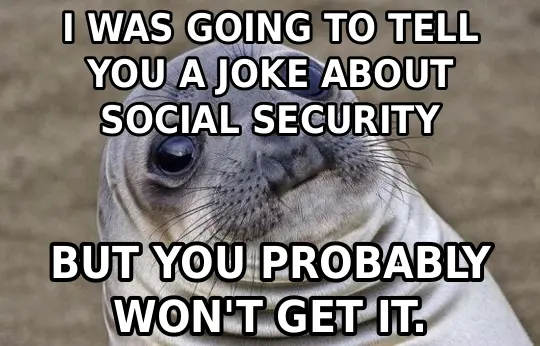 I WAS GOING TO TELL
YOU A JOKE ABOUT
SOCIAL SECURITY
BUT YOU PROBABLY
WON'T GET IT.